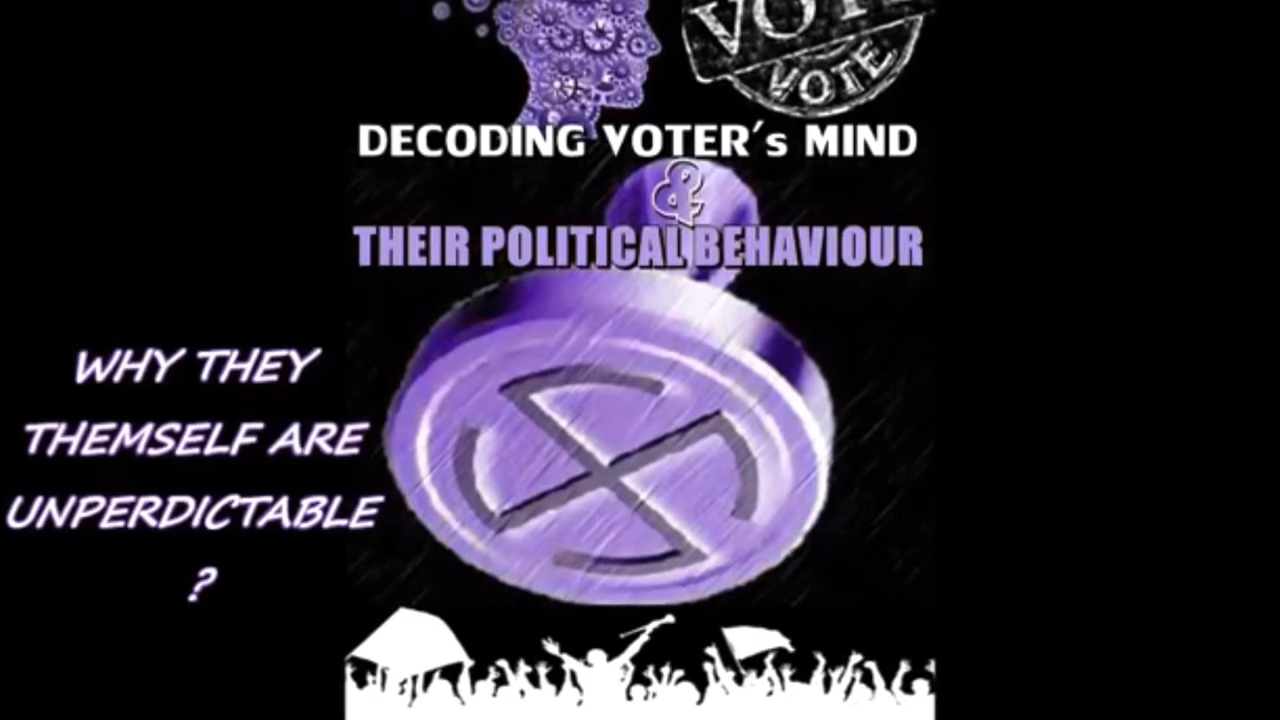 VOTE
VOTE
DECODING VOTER's MIND
&
THEIR POLITICAL BEHAVIOUR
WHY THEY
THEMSELF ARE
UNPERDICTABLE
?